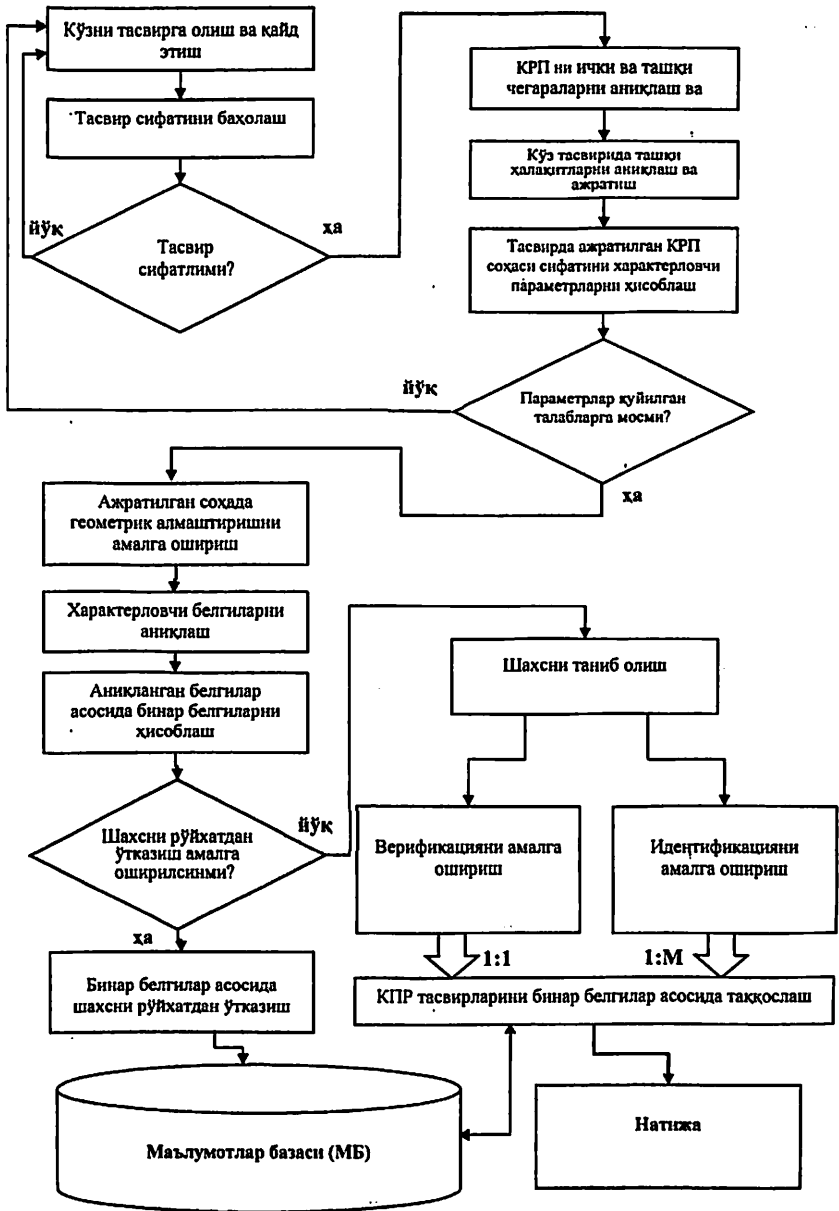 Кўзни тасвирга олиш ва қайд
этиш
Тасвир сифатини баҳолаш
йўқ
ҳа
Тасвир
сифатлими?
КРП ни ички ва ташқи
чегараларни аниқлаш ва
Кўз тасвирида ташқи
ҳалақитларни аниқлаш ва
ажратиш
Тасвирда ажратилган КРП
соҳаси сифатини характерловчи
параметрларни ҳисоблаш
йўқ
Параметрлар қуйилган
талабларга мосми?
ҳа
Ажратилган соҳада
геометрик алмаштиришни
амалга ошириш
Характерловчи белгиларни
аниқлаш
Аниқланган белгилар
асосида бинар белгиларни
ҳисоблаш
Шахсни рўйхатдан
ўтказиш амалга
оширилсинми?
йўқ
ҳа
Бинар белгилар асосида
шахсни рўйхатдан ўтказиш
Маълумотлар базаси (МБ)
Шахсни таниб олиш
Верификацияни амалга
ошириш
Идентификацияни
амалга ошириш
1:1
1:М
КПР тасвирларини бинар белгилар асосида таққослаш
Натижа